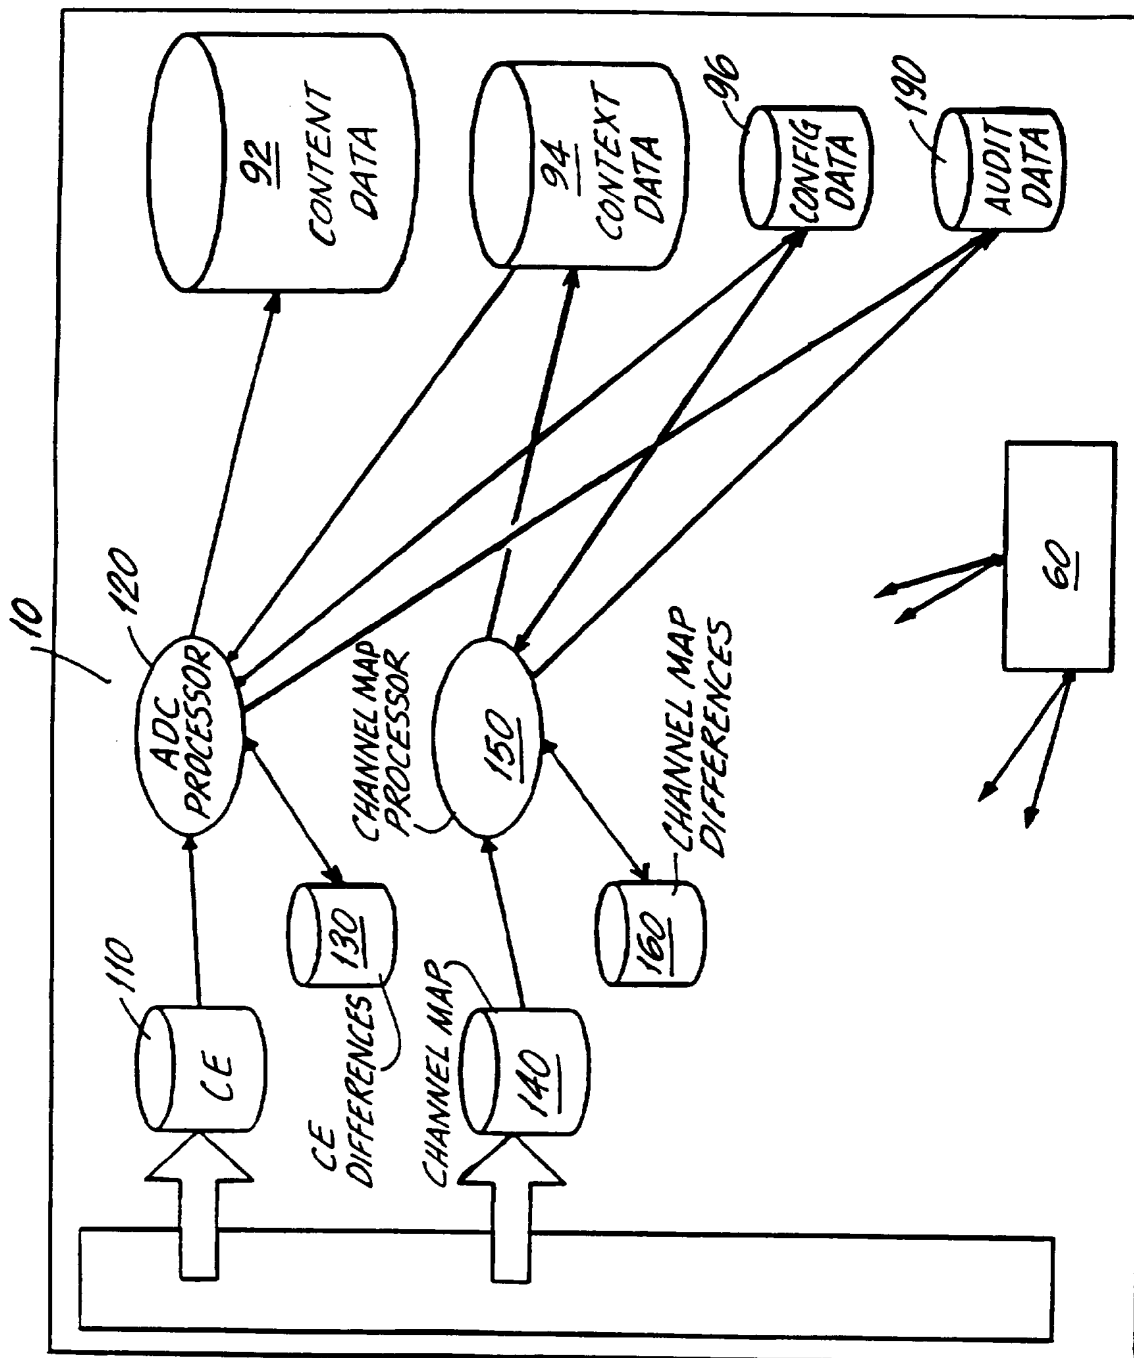 10
110
CE
120
ADC
PROCESSOR
92
CONTENT
DATA
CE
DIFFERENCES
130
CHANNEL MAP
140
CHANNEL MAP
PROCESSOR
150
94
CONTEXT
DATA
160
CHANNEL MAP
DIFFERENCES
96
CONFIG
DATA
190
AUDIT
DATA
60